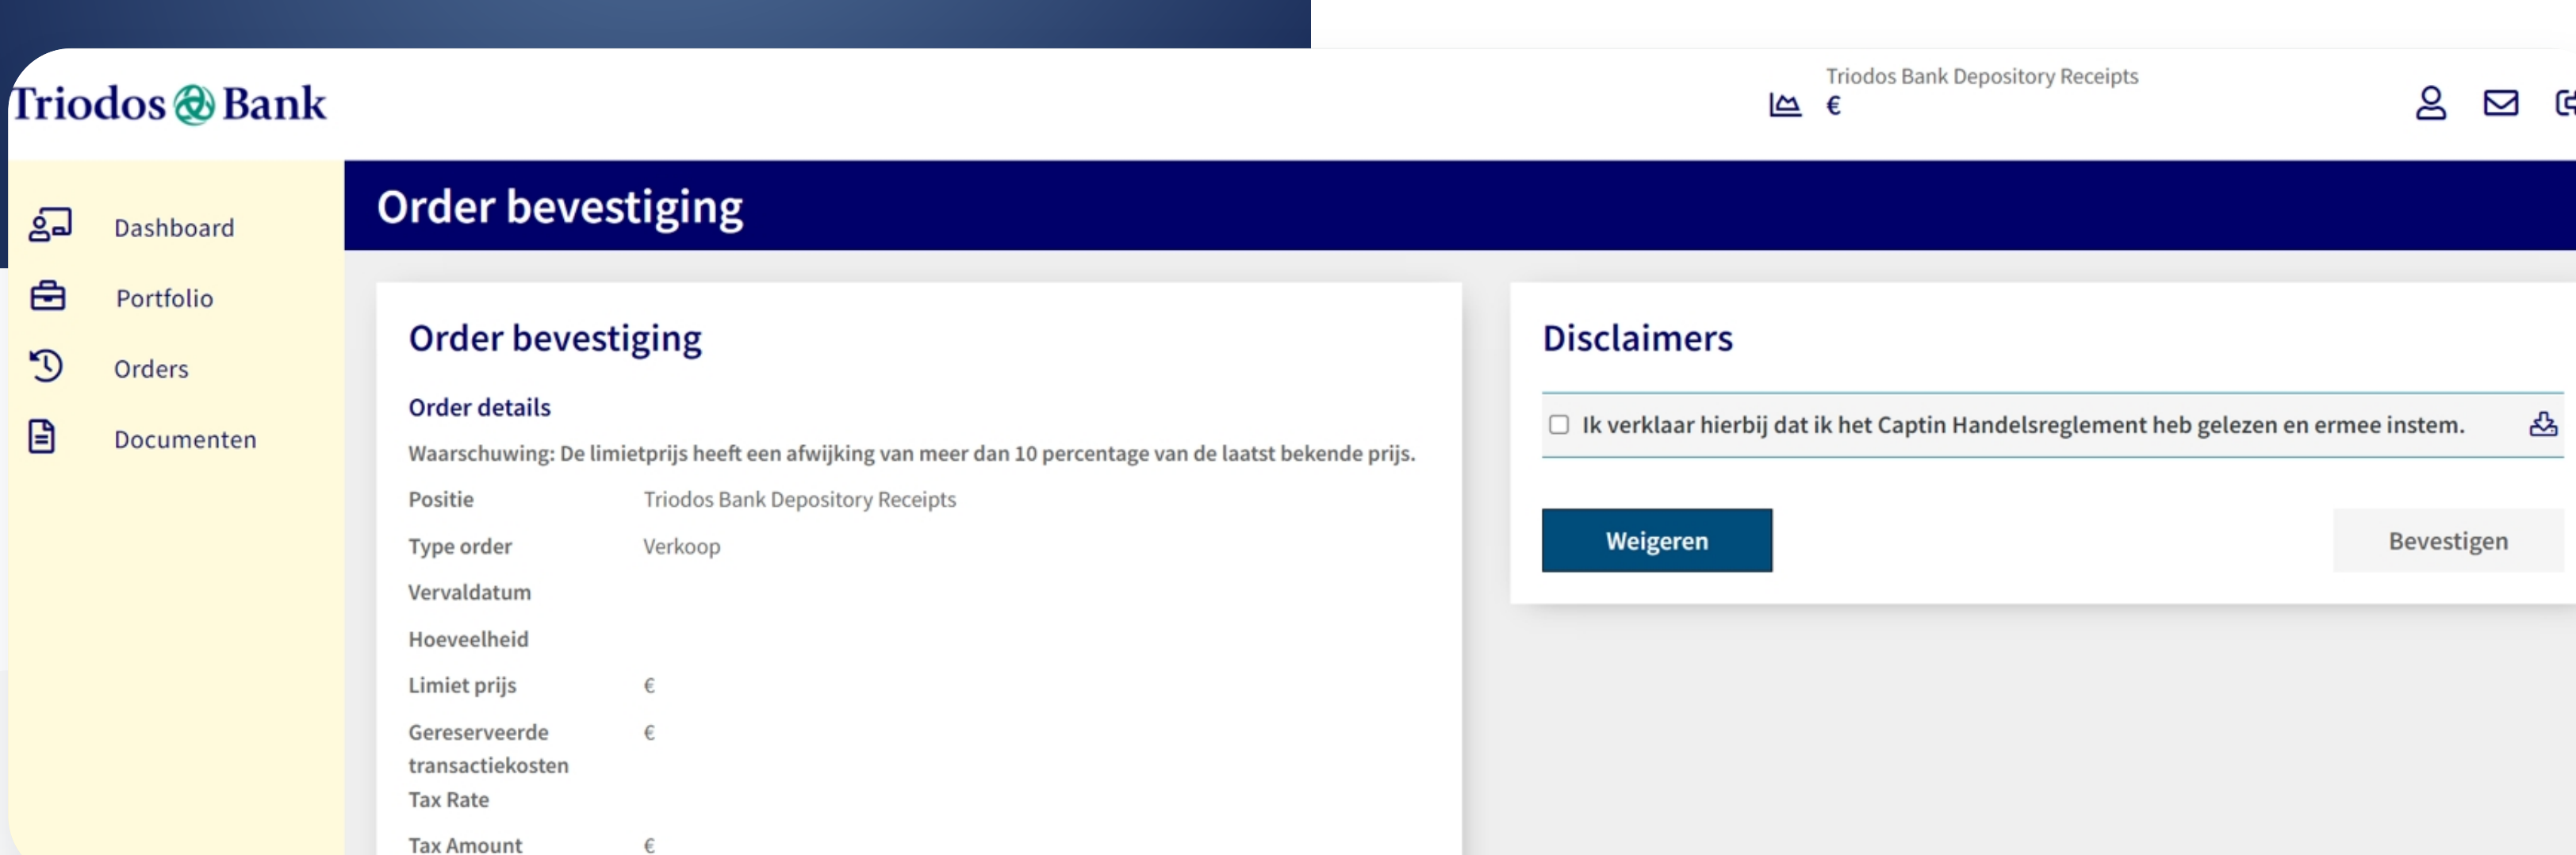 Triodos Bank
Triodos Bank Depository Receipts
€
Dashboard
Portfolio
Orders
Documenten
Order bevestiging
Order bevestiging
Order details
Waarschuwing: De limietprijs heeft een afwijking van meer dan 10 percentage van de laatst bekende prijs.
Positie Triodos Bank Depository Receipts
Type order Verkoop
Vervaldatum
Hoeveelheid
Limiet prijs €
Gereserveerde €
transactiekosten
Tax Rate
Tax Amount €
Disclaimers
Ik verklaar hierbij dat ik het Captin Handelsreglement heb gelezen en ermee instem.
Weigeren Bevestigen